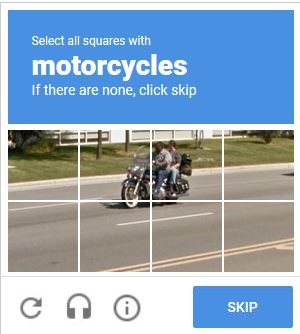 Select all squares with
motorcycles
If there are none, click skip
SKIP